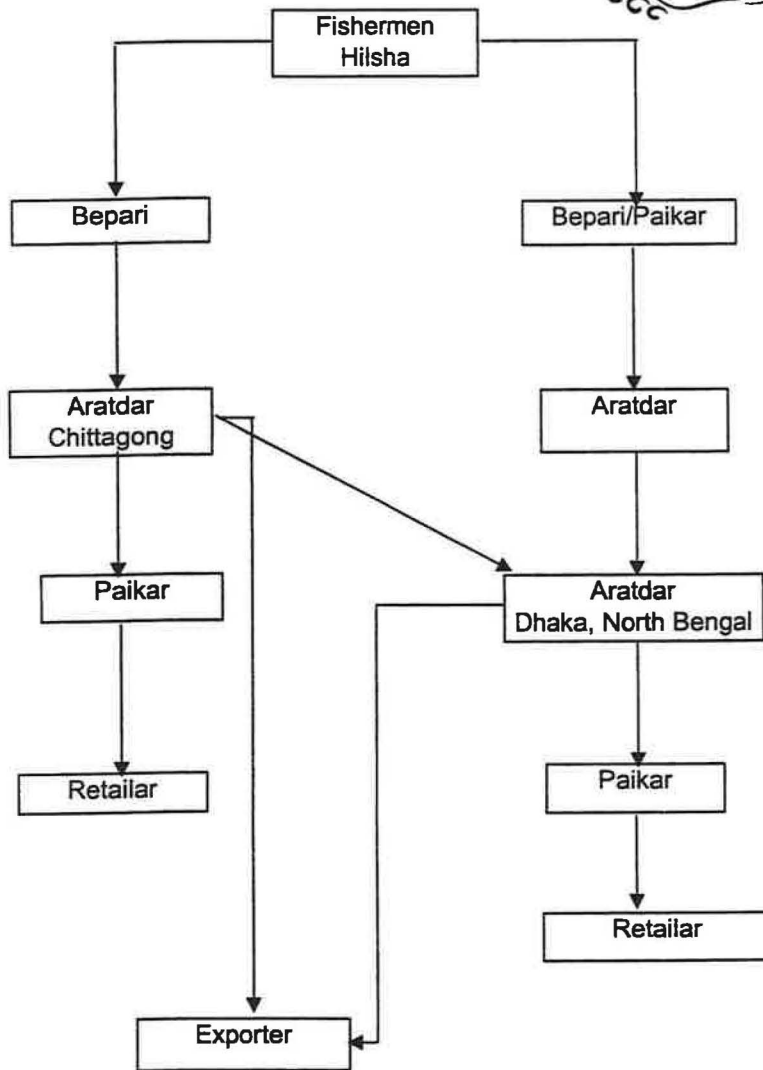 Fishermen
Hilsha
Bepari
Bepari/Paikar
Aratdar
Chittagong
Aratdar
Paikar
Aratdar
Dhaka, North Bengal
Retailar
Paikar
Retailar
Exporter